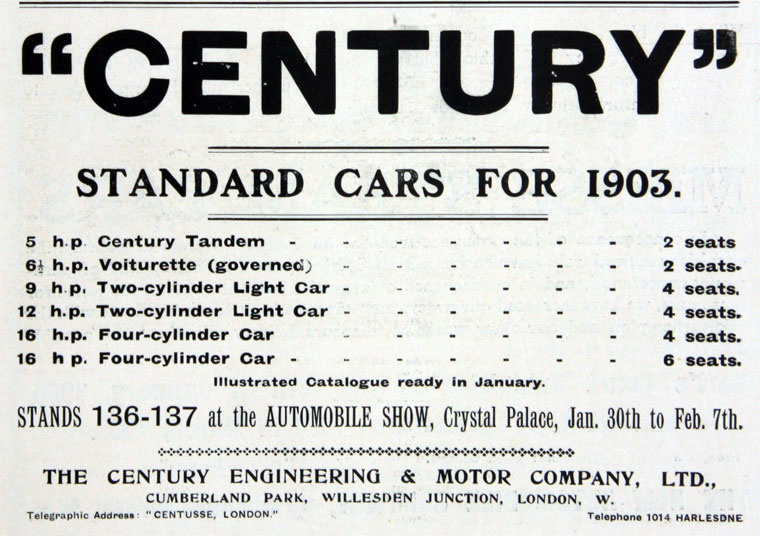 “CENTURY”
STANDARD CARS FOR 1903.
5 h.p. Century Tandem - - - - - - - 2 seats
6½ h.p. Voiturette (governed) - - - - - - 2 seats.
9 h.p. Two-cylinder Light Car - - - - - - 4 seats.
12 h.p. Two-cylinder Light Car - - - - - - 4 seats.
16 h.p. Four-cylinder Car - - - - - - 4 seats.
16 h p. Four-cylinder Car - - - - - - 6 seats.
Illustrated Catalogue ready in January.
STANDS 136-137 at the AUTOMOBILE SHOW, Crystal Palace, Jan. 30th to Feb. 7th.
THE CENTURY ENGINEERING & MOTOR COMPANY, LTD.,
CUMBERLAND PARK, WILLESDEN JUNCTION, LONDON, W.
Telegraphic Address: "CENTUSSE, LONDON." Telephone 1014 HARLESDNE